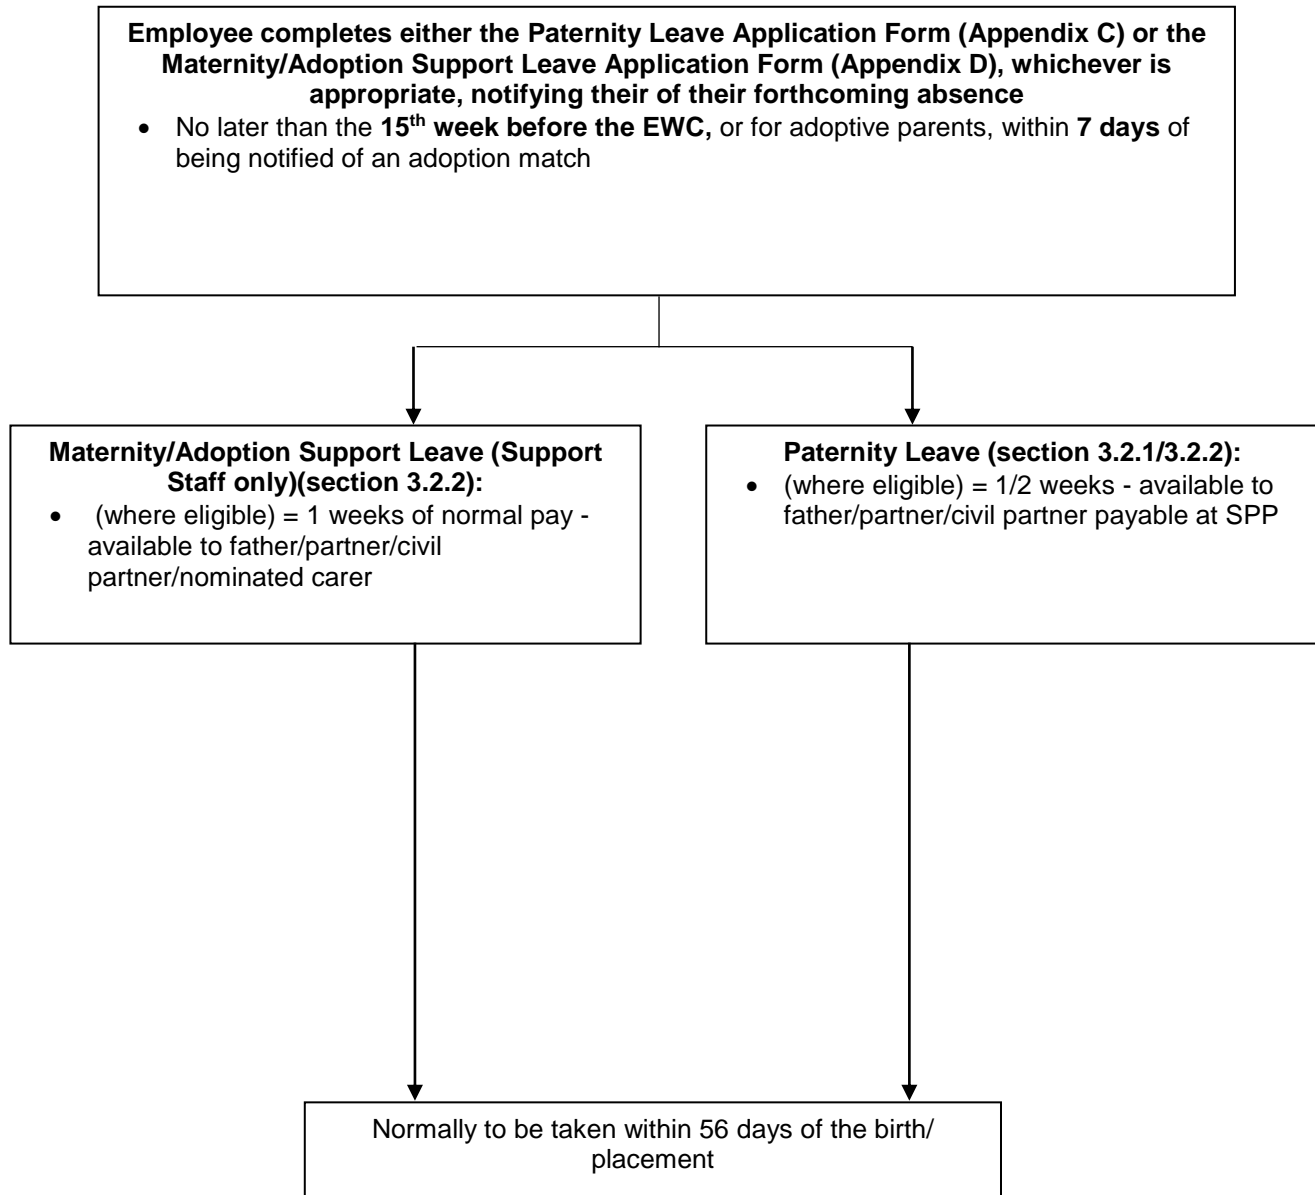 Employee completes either the Paternity Leave Application Form (Appendix C) or the
Maternity/Adoption Support Leave Application Form (Appendix D), whichever is
appropriate, notifying their of their forthcoming absence
• No later than the 15th week before the EWC, or for adoptive parents, within 7 days of
being notified of an adoption match
Maternity/Adoption Support Leave (Support
Staff only)(section 3.2.2):
• (where eligible) = 1 weeks of normal pay -
available to father/partner/civil
partner/nominated carer
Paternity Leave (section 3.2.1/3.2.2):
• (where eligible) = 1/2 weeks - available to
father/partner/civil partner payable at SPP
Normally to be taken within 56 days of the birth/
placement